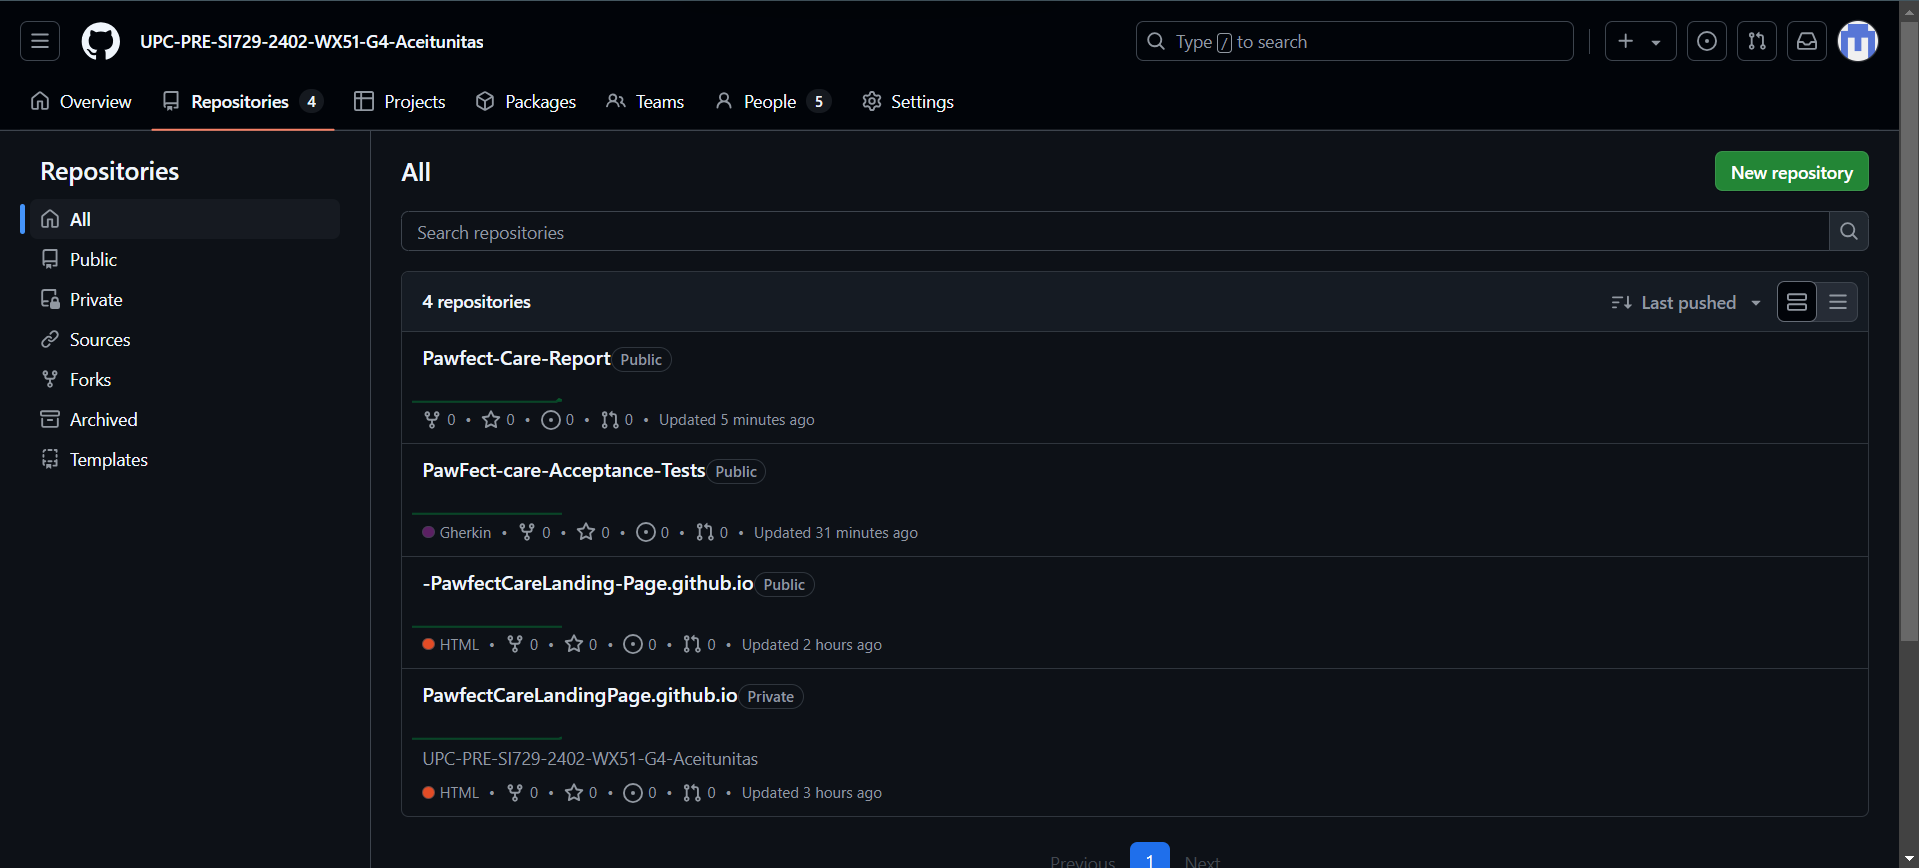 UPC-PRE-SI729-2402-WX51-G4-Aceitunitas
Type / to search
Overview
Repositories 4
Projects
Packages
Teams
People 5
Settings
Repositories
All
Public
Private
Sources
Forks
Archived
Templates
All
New repository
Search repositories
4 repositories
Last pushed
Pawfect-Care-Report Public
0 • 0 • 0 • 0 • Updated 5 minutes ago
PawFect-care-Acceptance-Tests Public
Gherkin • 0 • 0 • 0 • 0 • Updated 31 minutes ago
-PawfectCareLanding-Page.github.io Public
HTML • 0 • 0 • 0 • 0 • Updated 2 hours ago
PawfectCareLandingPage.github.io Private
UPC-PRE-SI729-2402-WX51-G4-Aceitunitas
HTML • 0 • 0 • 0 • 0 • Updated 3 hours ago
Previous 1 Next